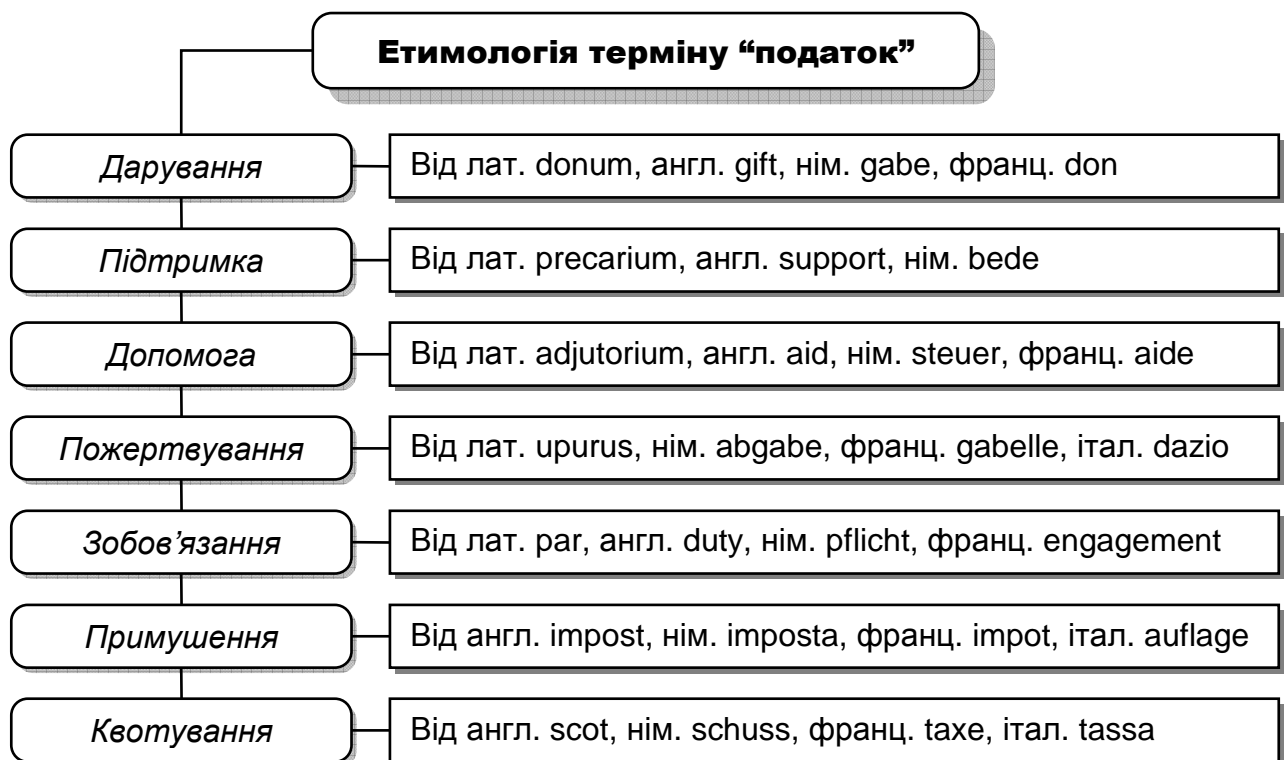 Етимологія терміну “податок”
Дарування
Від лат. donum, англ. gift, нім. gabe, франц. don
Підтримка
Від лат. precarium, англ. support, нім. bede
Допомога
Від лат. adjutorium, англ. aid, нім. steuer, франц. aide
Пожертвування
Від лат. upurus, нім. abgabe, франц. gabelle, італ. dazio
Зобов’язання
Від лат. par, англ. duty, нім. pflicht, франц. engagement
Примушення
Від англ. impost, нім. imposta, франц. impot, італ. auflage
Квотування
Від англ. scot, нім. schuss, франц. taxe, італ. tassa